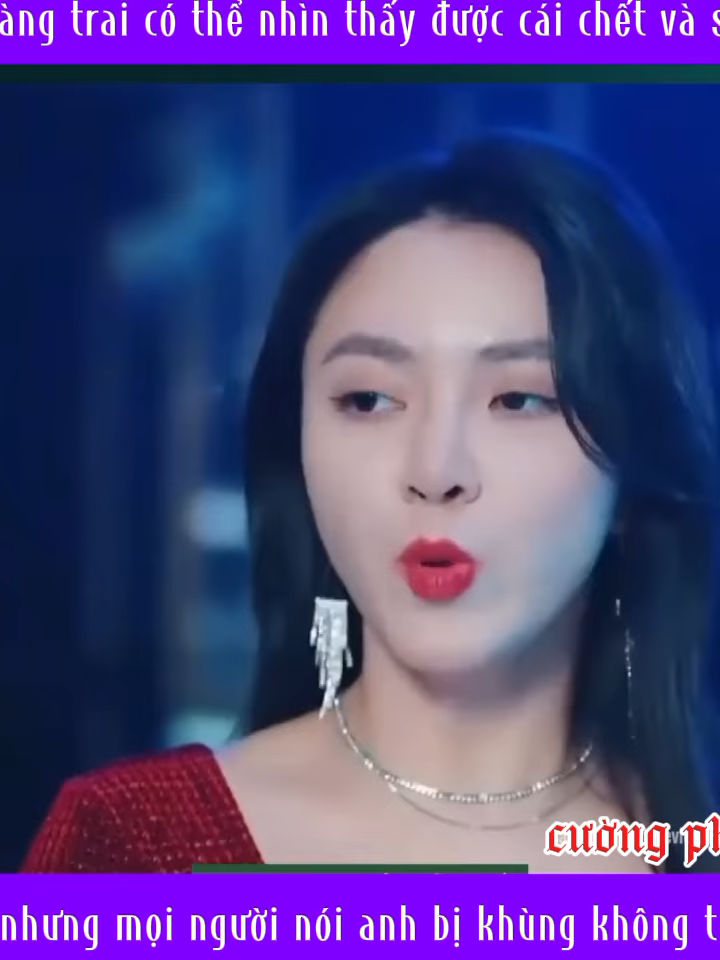 àng trai có thể nhìn thấy được cái chết và s
cường ph
nhưng mọi người nói anh bị khùng không t